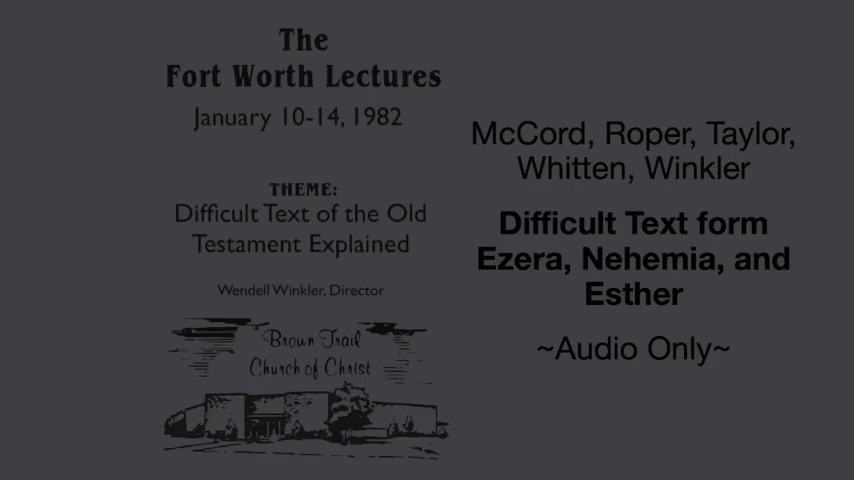 The
Fort Worth Lectures
January 10-14, 1982
THEME:
Difficult Text of the Old
Testament Explained
Wendell Winkler, Director
Brown Trail
Church of Christ
McCord, Roper, Taylor,
Whitten, Winkler
Difficult Text form
Ezera, Nehemia, and
Esther
~Audio Only~